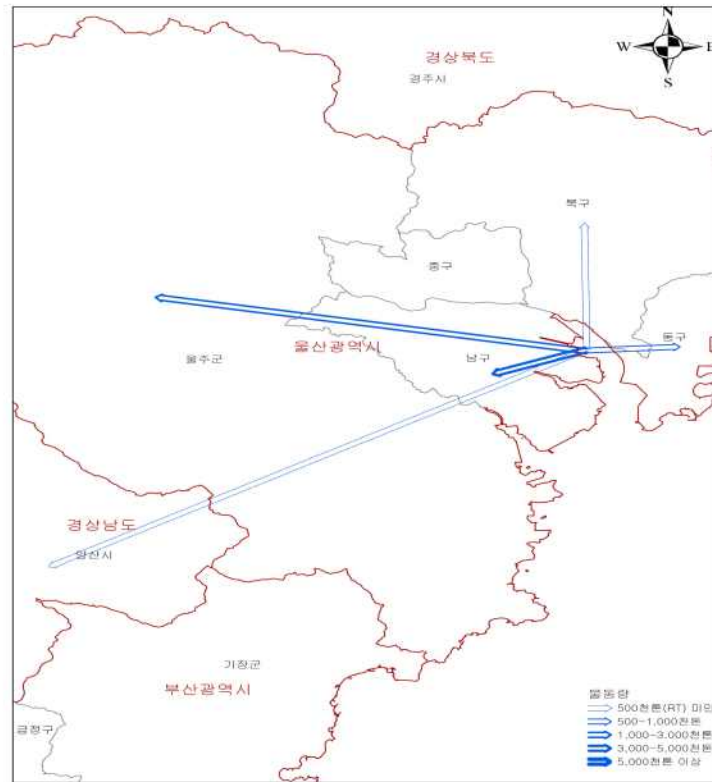 N
W E
S
경상북도
경주시
북구
중구
동구
울산광역시
남구
울주군
경상남도
양산시
기장군
부산광역시
금정구
물동량
500천톤(RT) 미만
500-1,000천톤
1,000-3,000천톤
3,000-5,000천톤
5,000천톤 이상